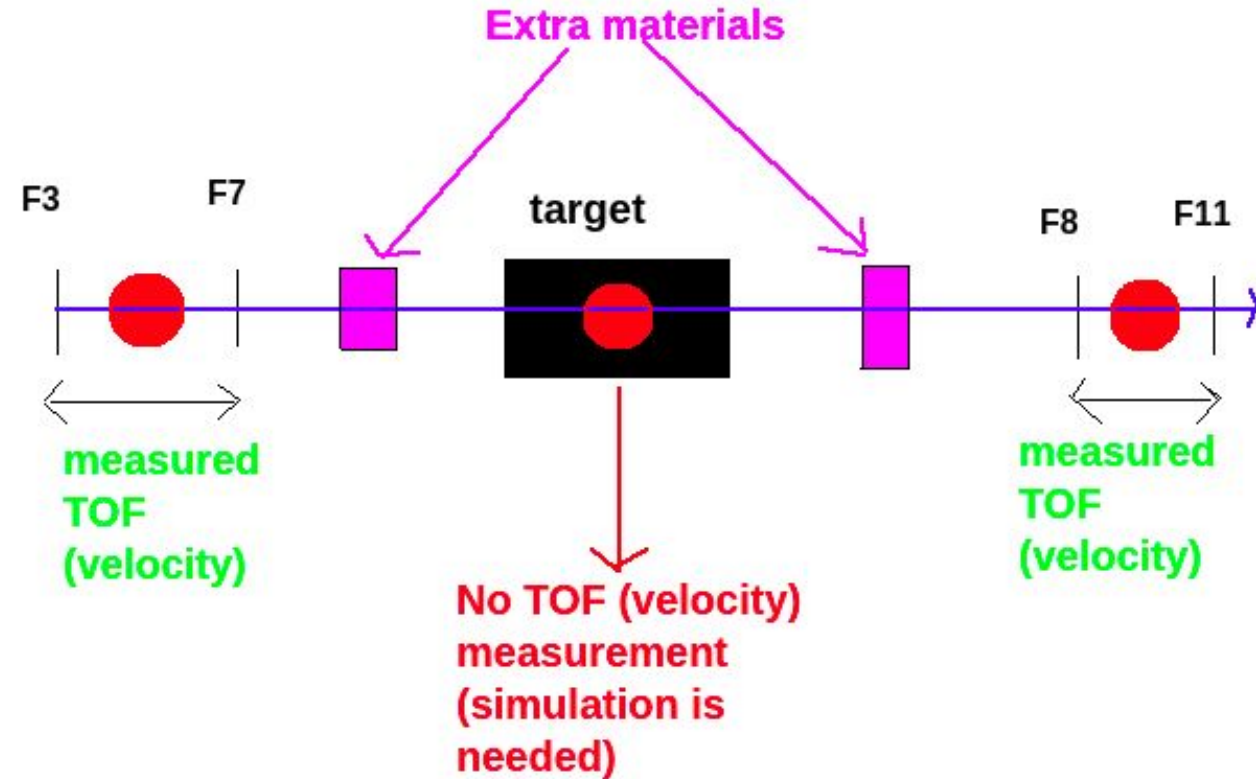 Extra materials
F3
F7
target
F8
F11
measured
TOF
(velocity)
measured
TOF
(velocity)
No TOF (velocity)
measurement
(simulation is
needed)